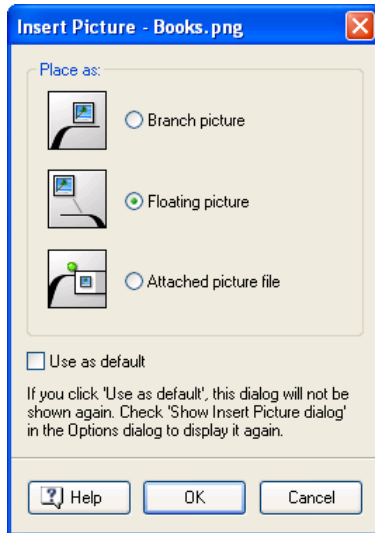 Insert Picture - Books.png
Place as:
Branch picture
Floating picture
Attached picture file
Use as default
If you click 'Use as default', this dialog will not be
shown again. Check 'Show Insert Picture dialog'
in the Options dialog to display it again.
Help
OK
Cancel